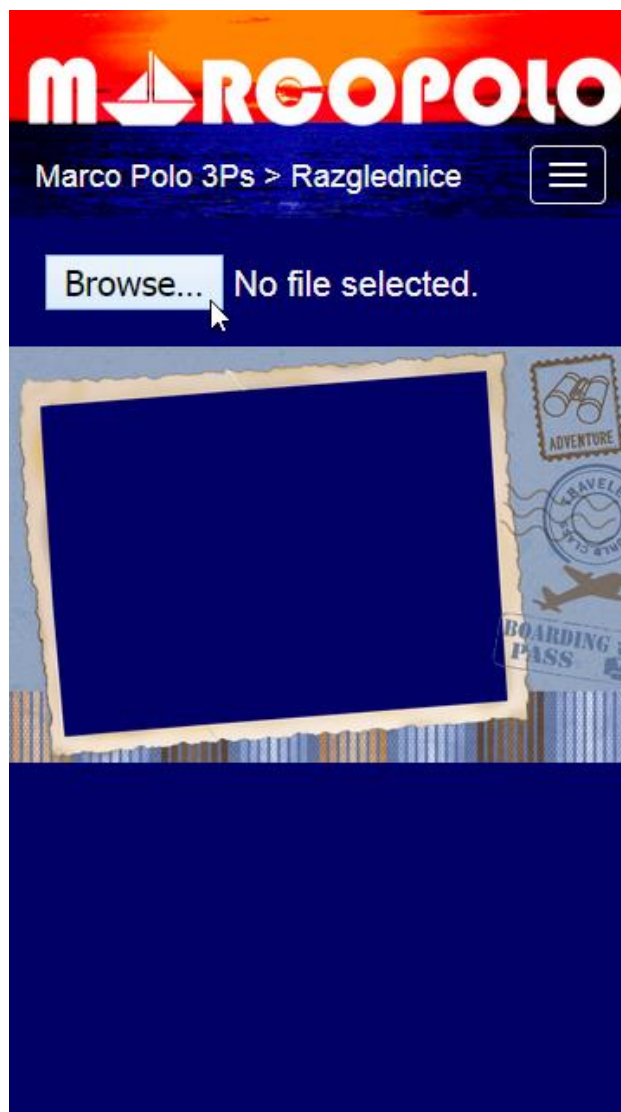 MARCOPOLO
Marco Polo 3Ps > Razglednice
Browse... No file selected.
ADVENTURE
BOARDING
PASS